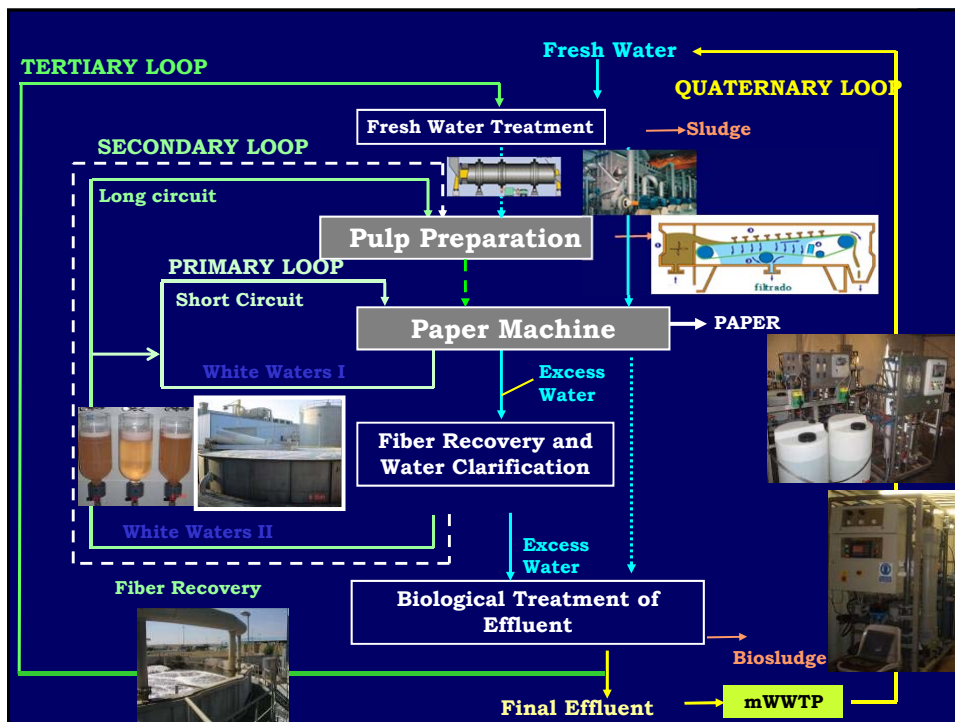 Fresh Water
TERTIARY LOOP
QUATERNARY LOOP
Fresh Water Treatment
Sludge
SECONDARY LOOP
Long circuit
Pulp Preparation
PRIMARY LOOP
Short Circuit
filtrado
Paper Machine
PAPER
White Waters I
Excess
Water
Fiber Recovery and
Water Clarification
White Waters II
Excess
Water
Fiber Recovery
Biological Treatment of
Effluent
Biosludge
Final Effluent
mWWTP